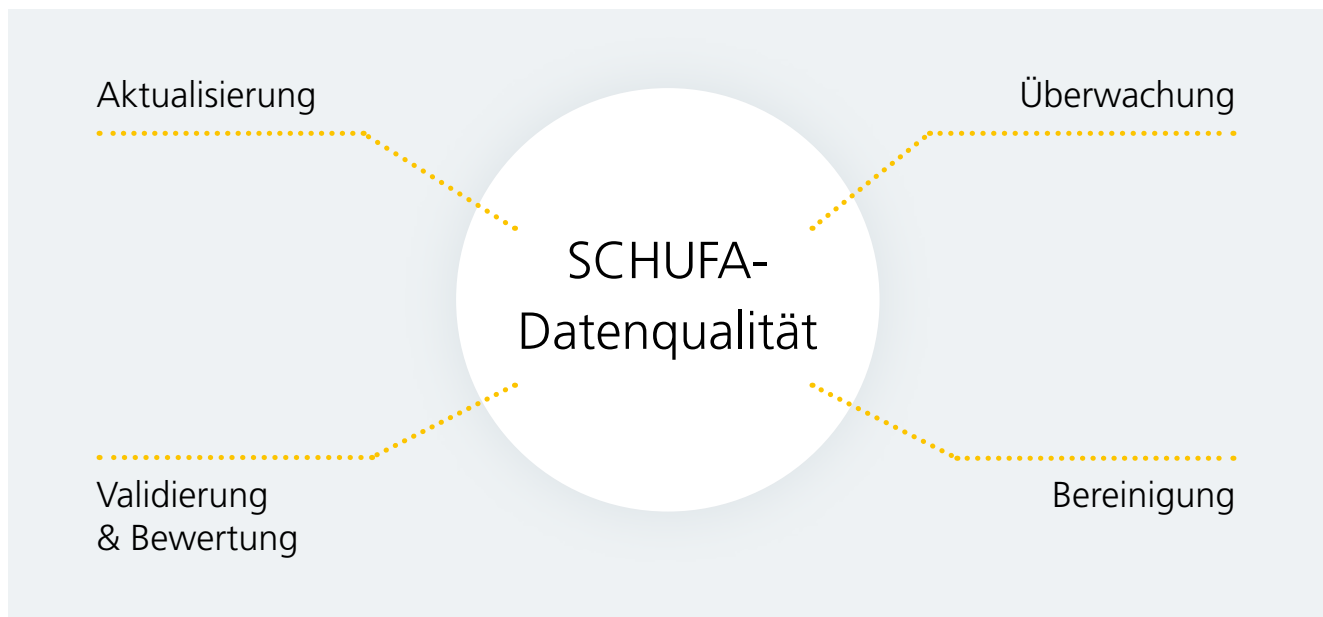 Aktualisierung
Überwachung
SCHUFA-
Datenqualität
Validierung
& Bewertung
Bereinigung